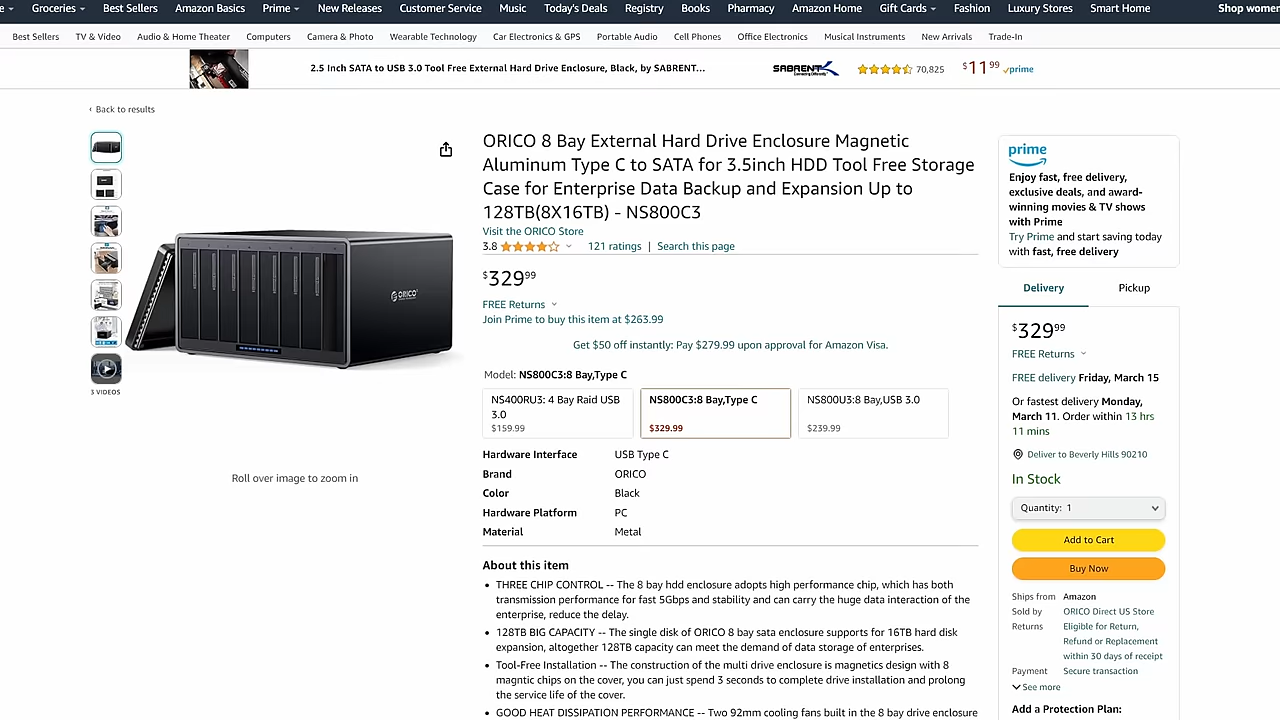 e
Groceries
Best Sellers
Amazon Basics
Prime
New Releases
Customer Service
Music
Today's Deals
Registry
Books
Pharmacy
Amazon Home
Gift Cards
Fashion
Luxury Stores
Smart Home
Shop women
Best Sellers
TV & Video
Audio & Home Theater
Computers
Camera & Photo
Wearable Technology
Car Electronics & GPS
Portable Audio
Cell Phones
Office Electronics
Musical Instruments
New Arrivals
Trade-In
2.5 Inch SATA to USB 3.0 Tool Free External Hard Drive Enclosure, Black, by SABRENT...
SABRENT
70,825
$11.99
prime
‹ Back to results
ORICO 8 Bay External Hard Drive Enclosure Magnetic
Aluminum Type C to SATA for 3.5inch HDD Tool Free Storage
Case for Enterprise Data Backup and Expansion Up to
128TB(8X16TB) - NS800C3
Visit the ORICO Store
3.8
121 ratings | Search this page
$329.99
FREE Returns
Join Prime to buy this item at $263.99
Get $50 off instantly: Pay $279.99 upon approval for Amazon Visa.
Model: NS800C3:8 Bay,Type C
NS400RU3: 4 Bay Raid USB
3.0
$159.99
NS800C3:8 Bay,Type C
$329.99
NS800U3:8 Bay,USB 3.0
$239.99
Hardware Interface USB Type C
Brand ORICO
Color Black
Hardware Platform PC
Material Metal
About this item
• THREE CHIP CONTROL -- The 8 bay hdd enclosure adopts high performance chip, which has both
transmission performance for fast 5Gbps and stability and can carry the huge data interaction of the
enterprise, reduce the delay.
• 128TB BIG CAPACITY -- The single disk of ORICO 8 bay sata enclosure supports for 16TB hard disk
expansion, altogether 128TB capacity can meet the demand of data storage of enterprises.
• Tool-Free Installation -- The construction of the multi drive enclosure is magnetics design with 8
magntic chips on the cover, you can just spend 3 seconds to complete drive installation and prolong
the service life of the cover.
• GOOD HEAT DISSIPATION PERFORMANCE -- Two 92mm cooling fans built in the 8 bay drive enclosure
ORICO
3 VIDEOS
Roll over image to zoom in
prime
Enjoy fast, free delivery,
exclusive deals, and award-
winning movies & TV shows
with Prime
Try Prime and start saving today
with fast, free delivery
Delivery
Pickup
$329.99
FREE Returns
FREE delivery Friday, March 15
Or fastest delivery Monday,
March 11. Order within 13 hrs
11 mins
Deliver to Beverly Hills 90210
In Stock
Quantity: 1
Add to Cart
Buy Now
Ships from Amazon
Sold by ORICO Direct US Store
Returns Eligible for Return,
Refund or Replacement
within 30 days of receipt
Payment Secure transaction
See more
Add a Protection Plan: